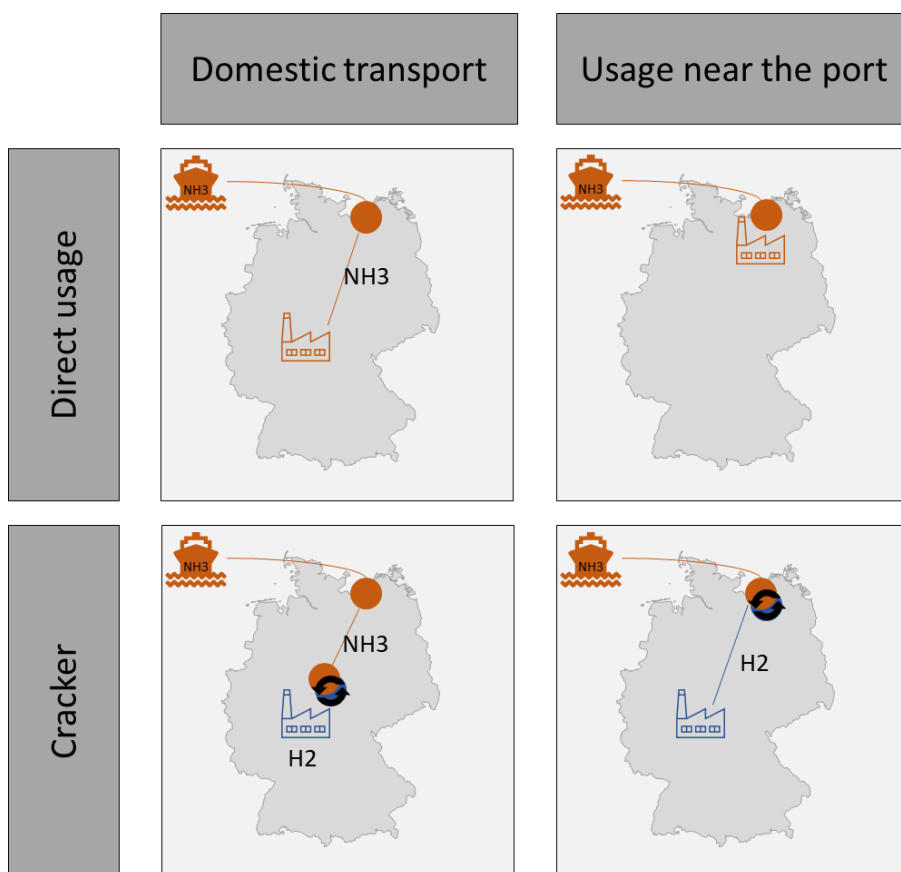 Domestic transport
Usage near the port
Direct usage
NH3
NH3
NH3
Cracker
NH3
NH3
H2
NH3
H2